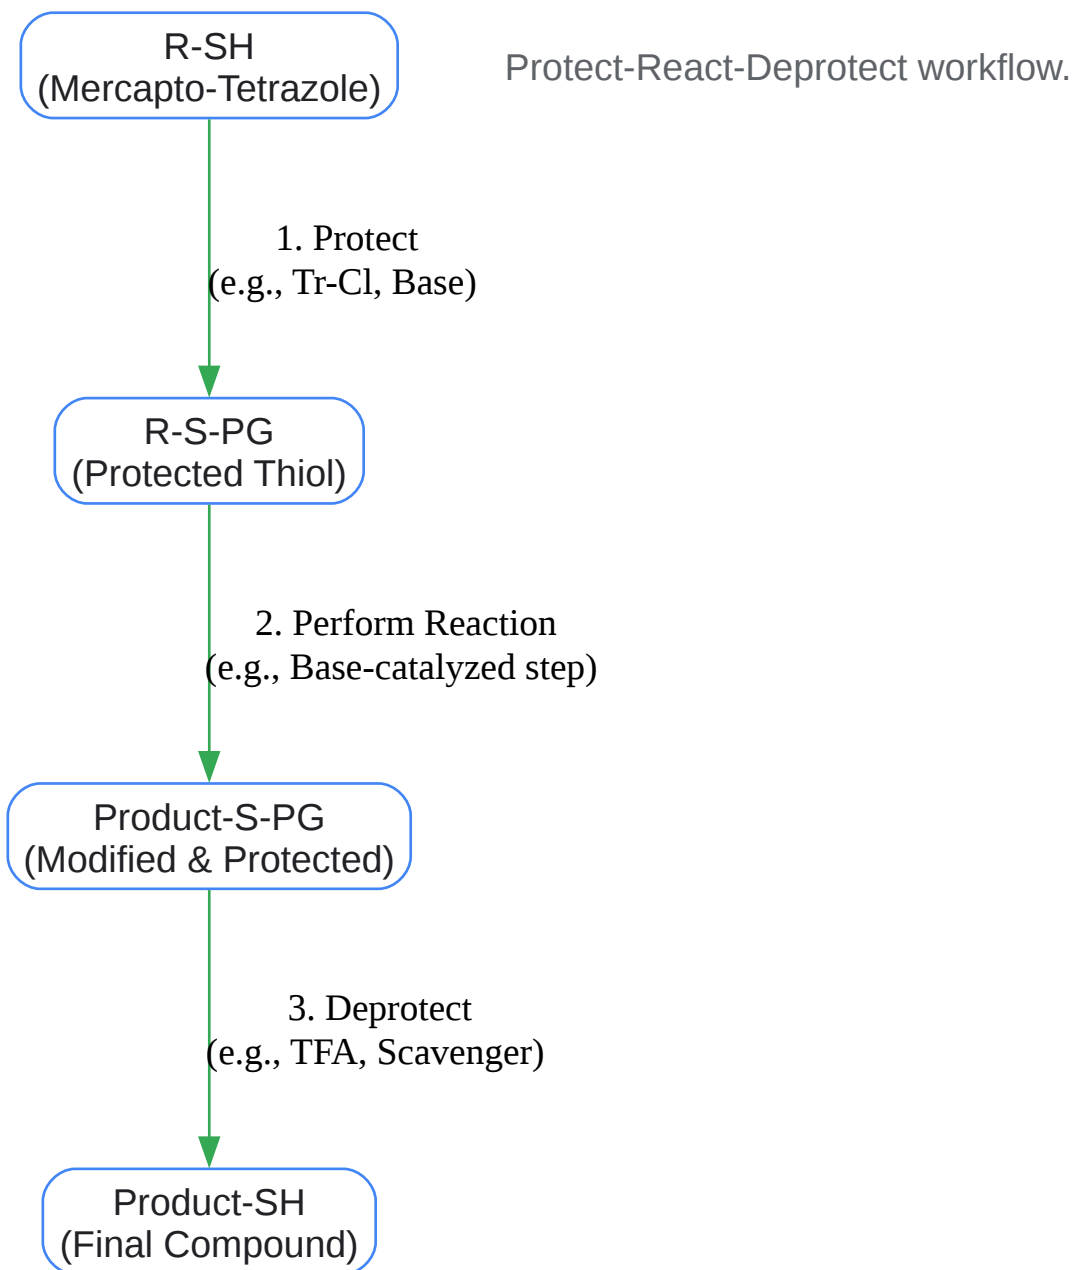 R-SH
(Mercapto-Tetrazole)
Protect-React-Deprotect workflow.
1. Protect
(e.g., Tr-Cl, Base)
R-S-PG
(Protected Thiol)
2. Perform Reaction
(e.g., Base-catalyzed step)
Product-S-PG
(Modified & Protected)
3. Deprotect
(e.g., TFA, Scavenger)
Product-SH
(Final Compound)